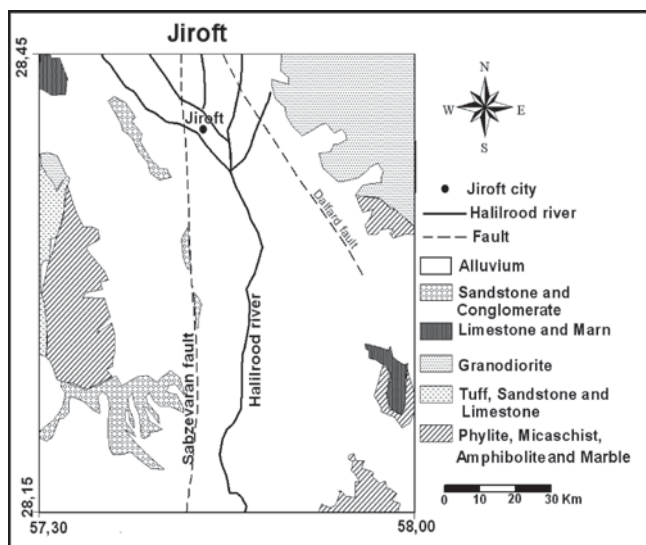 Jiroft
28,45
28,15
57,30
58,00
Jiroft
Dalfard fault
Sabzevaran fault
Halilrood river
N
W
E
S
Jiroft city
Halilrood river
Fault
Alluvium
Sandstone and
Conglomerate
Limestone and Marn
Granodiorite
Tuff, Sandstone and
Limestone
Phylite, Micaschist,
Amphibolite and Marble
0 10 20 30 Km